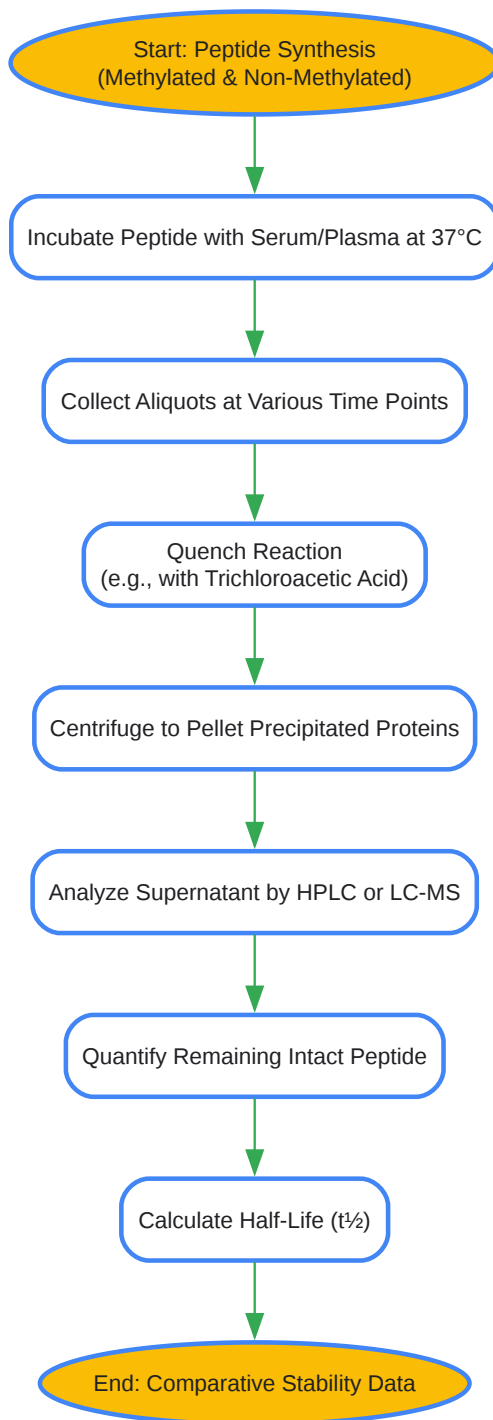 Start: Peptide Synthesis
(Methylated & Non-Methylated)
Incubate Peptide with Serum/Plasma at 37°C
Collect Aliquots at Various Time Points
Quench Reaction
(e.g., with Trichloroacetic Acid)
Centrifuge to Pellet Precipitated Proteins
Analyze Supernatant by HPLC or LC-MS
Quantify Remaining Intact Peptide
Calculate Half-Life (t½)
End: Comparative Stability Data